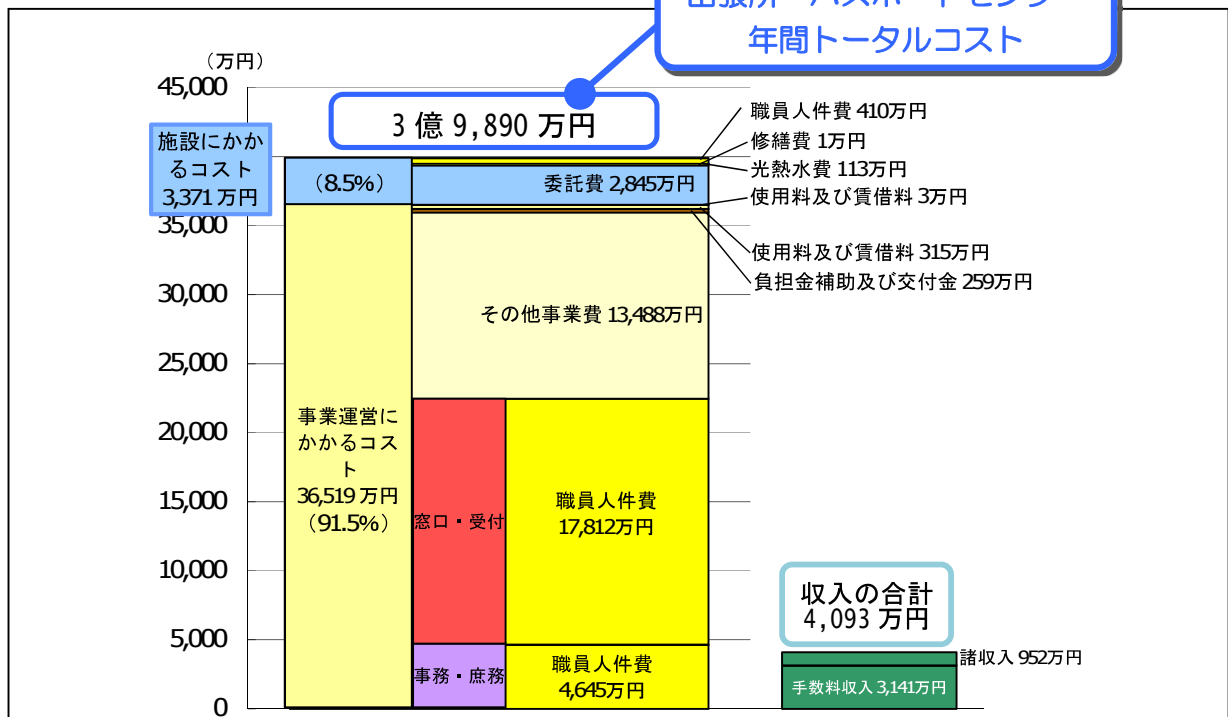 年間トータルコスト
（万円）
45,000
3 億 9,890 万円
施設にかか
るコスト
3,371 万円
（8.5%）
職員人件費 410万円
修繕費 1万円
光熱水費 113万円
委託費 2,845万円
使用料及び賃借料 3万円
35,000
使用料及び賃借料 315万円
負担金補助及び交付金 259万円
30,000
その他事業費 13,488万円
25,000
20,000
事業運営に
かかるコス
ト
36,519 万円
（91.5%）
15,000
窓口・受付
職員人件費
17,812万円
10,000
収入の合計
4,093 万円
5,000
事務・庶務
職員人件費
4,645万円
諸収入 952万円
手数料収入 3,141万円
0